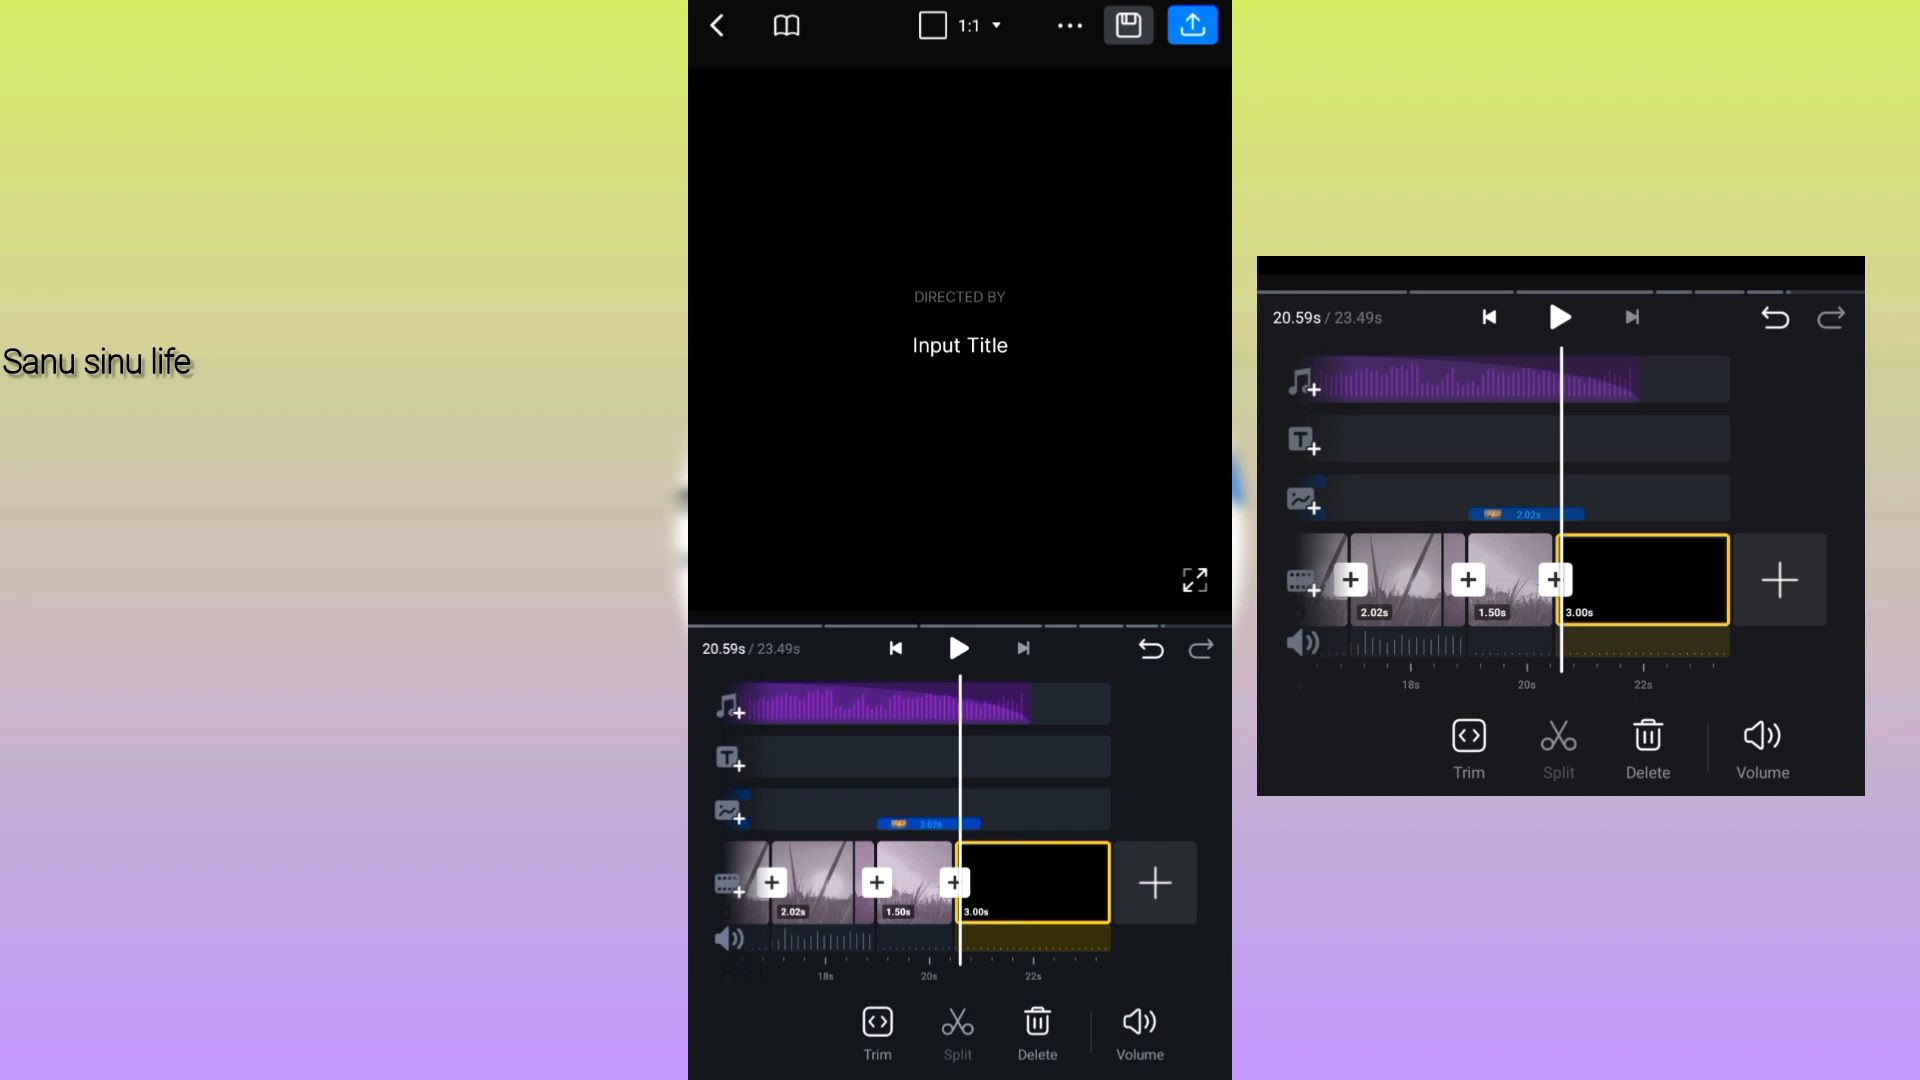 1:1
DIRECTED BY
Input Title
Sanu sinu life
20.59s / 23.49s
2.02s
2.02s
1.50s
3.00s
18s
20s
22s
Trim
Split
Delete
Volume
20.59s / 23.49s
2.02s
2.02s
1.50s
3.00s
18s
20s
22s
Trim
Split
Delete
Volume